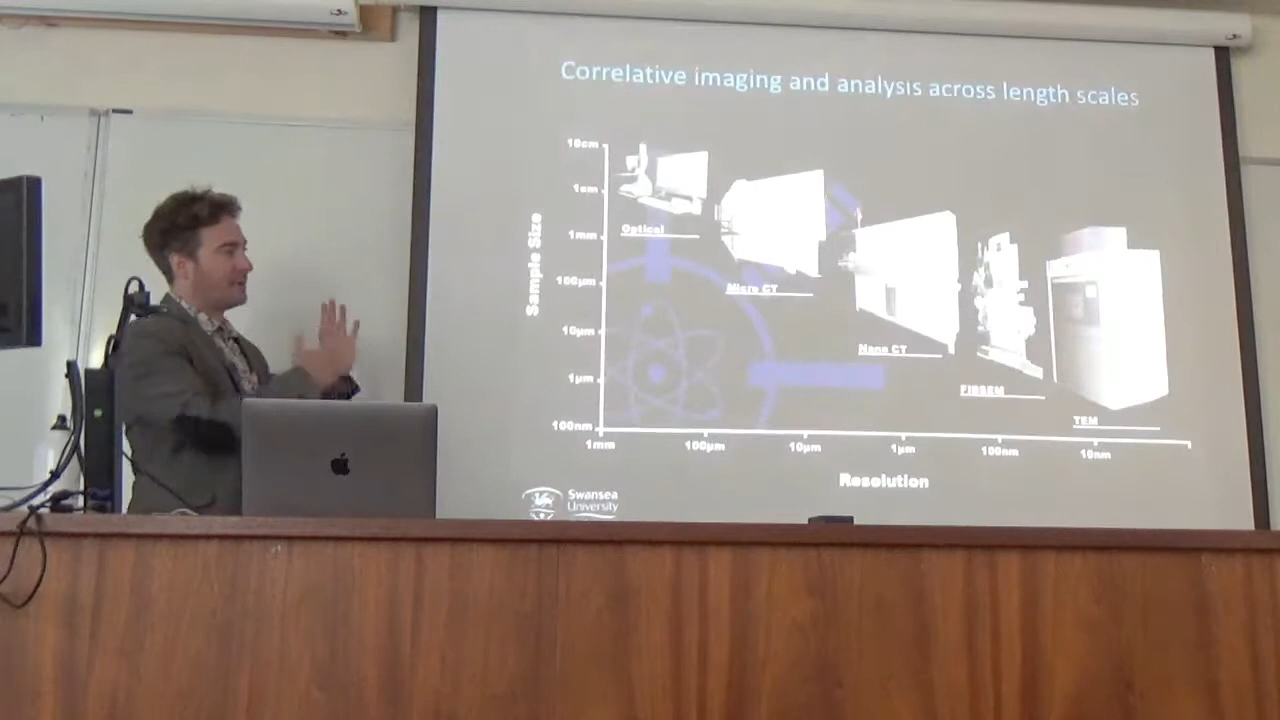 Correlative imaging and analysis across length scales
10cm
1cm
1mm
100μm
10μm
1μm
100nm
Sample Size
Optical
Micro CT
Nano CT
FIBSEM
TEM
1mm
100μm
10μm
1μm
100nm
10nm
Resolution
Swansea
University